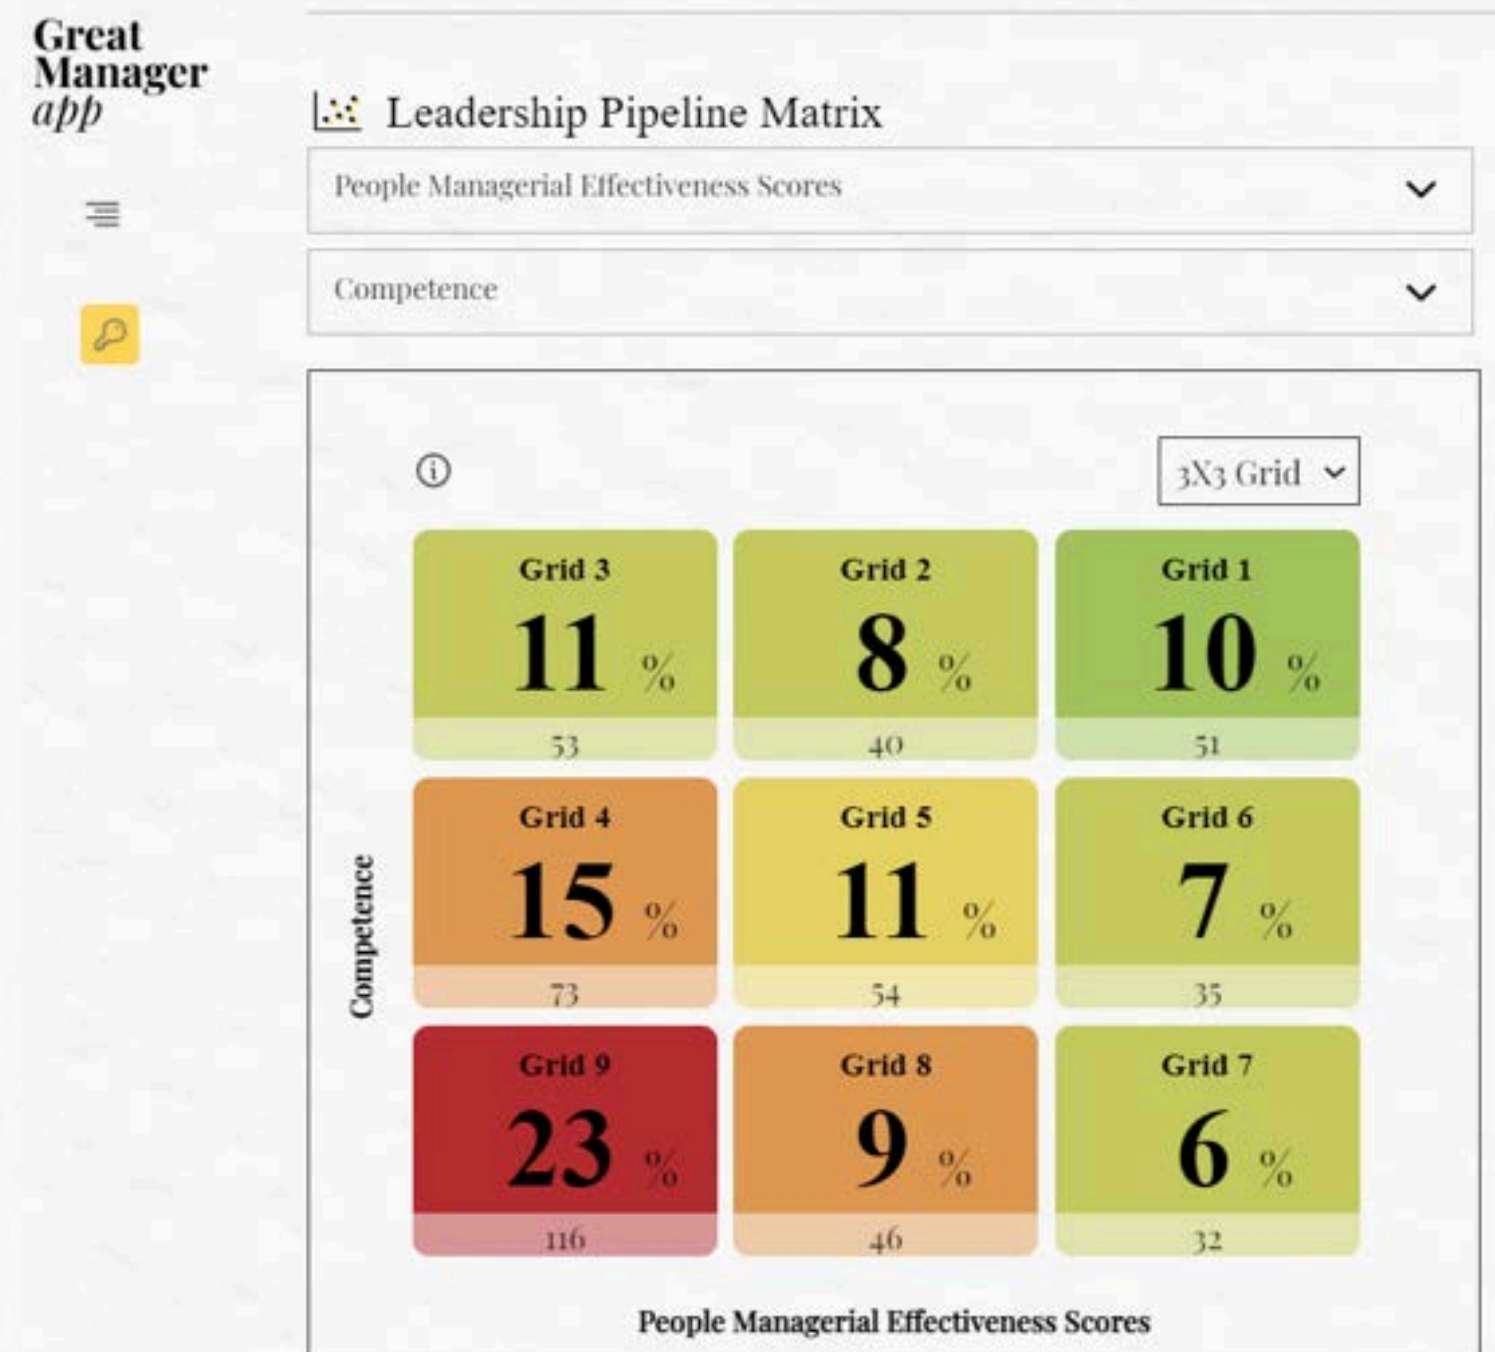 Great
Manager
app
Leadership Pipeline Matrix
People Managerial Effectiveness Scores
Competence
i
3X3 Grid
Grid 3
11 %
53
Grid 2
8 %
40
Grid 1
10 %
51
Grid 4
15 %
73
Grid 5
11 %
54
Grid 6
7 %
35
Grid 9
23 %
116
Grid 8
9 %
46
Grid 7
6 %
32
Competence
People Managerial Effectiveness Scores